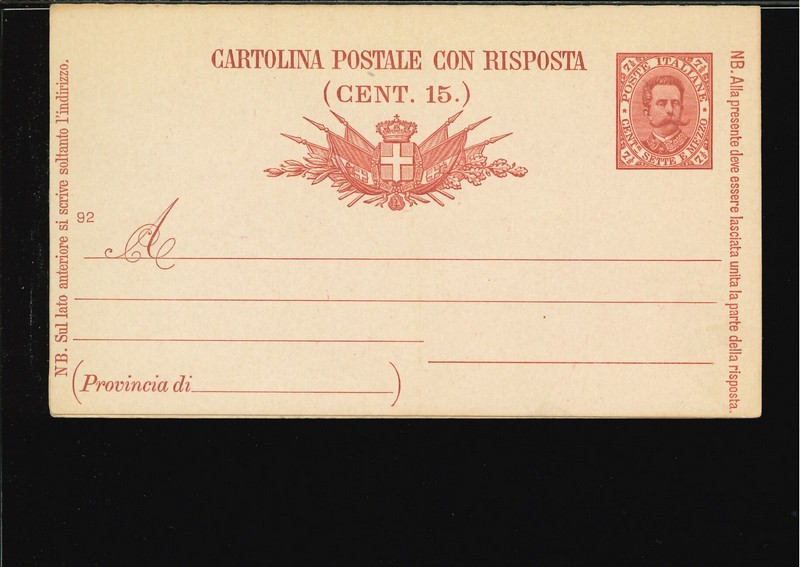 CARTOLINA POSTALE CON RISPOSTA
(CENT. 15.)
POSTE ITALIANE
CENT.mi SETTE E MEZZO
7½ 7½
7½ 7½
92
A
(Provincia di)
NB. Sul lato anteriore si scrive soltanto l'indirizzo.
NB. Alla presente deve essere lasciata unita la parte della risposta.